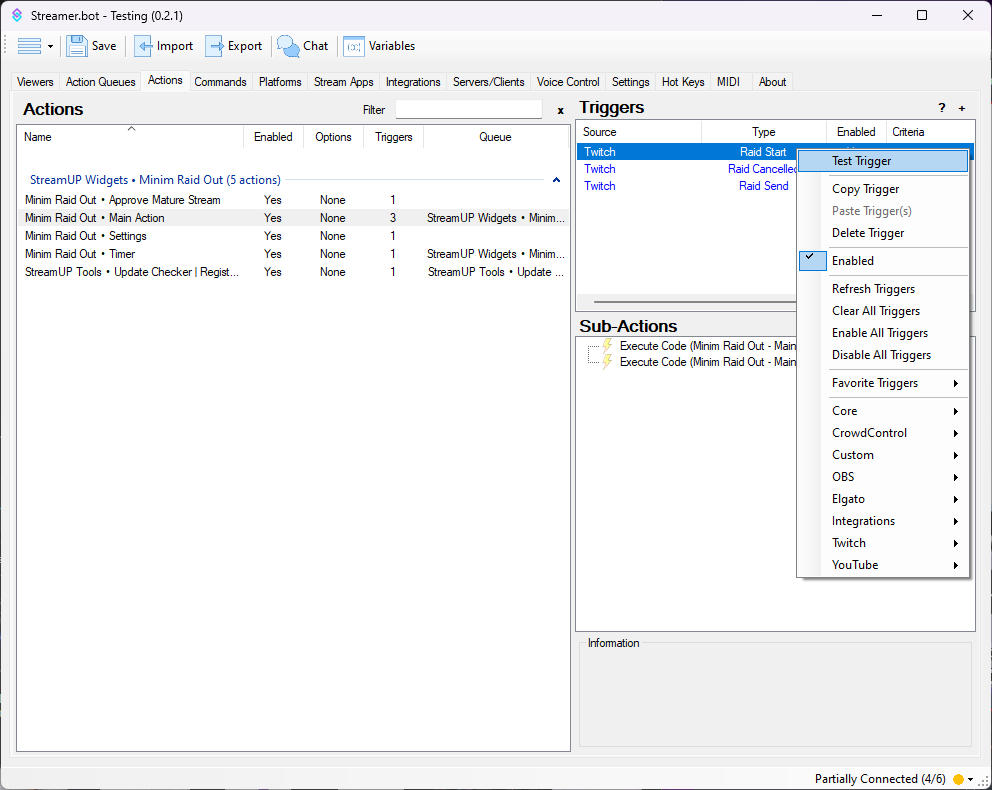 Streamer.bot - Testing (0.2.1)
Save Import Export Chat Variables
Viewers Action Queues Actions Commands Platforms Stream Apps Integrations Servers/Clients Voice Control Settings Hot Keys MIDI About
Actions Filter x
Name Enabled Options Triggers Queue
StreamUP Widgets • Minim Raid Out (5 actions)
Minim Raid Out • Approve Mature Stream Yes None 1
Minim Raid Out • Main Action Yes None 3 StreamUP Widgets • Minim...
Minim Raid Out • Settings Yes None 1
Minim Raid Out • Timer Yes None 1 StreamUP Widgets • Minim...
StreamUP Tools • Update Checker | Regist... Yes None 1 StreamUP Tools • Update ...
Triggers ? +
Source Type Enabled Criteria
Twitch Raid Start
Twitch Raid Cancelled
Twitch Raid Send
Test Trigger
Copy Trigger
Paste Trigger(s)
Delete Trigger
Enabled
Refresh Triggers
Clear All Triggers
Enable All Triggers
Disable All Triggers
Favorite Triggers
Core
CrowdControl
Custom
OBS
Elgato
Integrations
Twitch
YouTube
Sub-Actions
Execute Code (Minim Raid Out - Main
Execute Code (Minim Raid Out - Main
Information
Partially Connected (4/6)